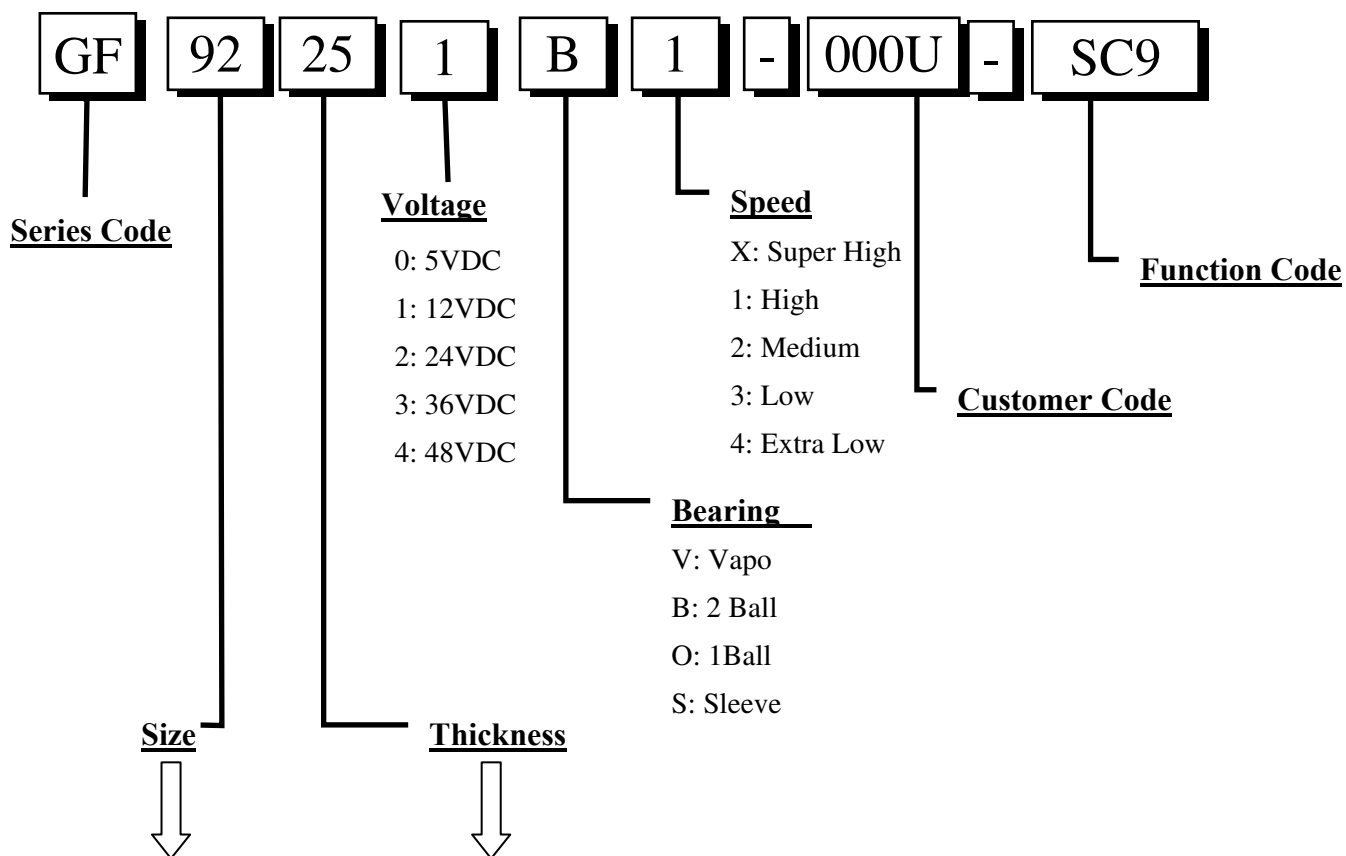 GF 92 25 1 B 1 - 000U - SC9
Series Code
Voltage
0: 5VDC
1: 12VDC
2: 24VDC
3: 36VDC
4: 48VDC
Speed
X: Super High
1: High
2: Medium
3: Low
4: Extra Low
Function Code
Customer Code
Bearing
V: Vapo
B: 2 Ball
O: 1Ball
S: Sleeve
Size
Thickness